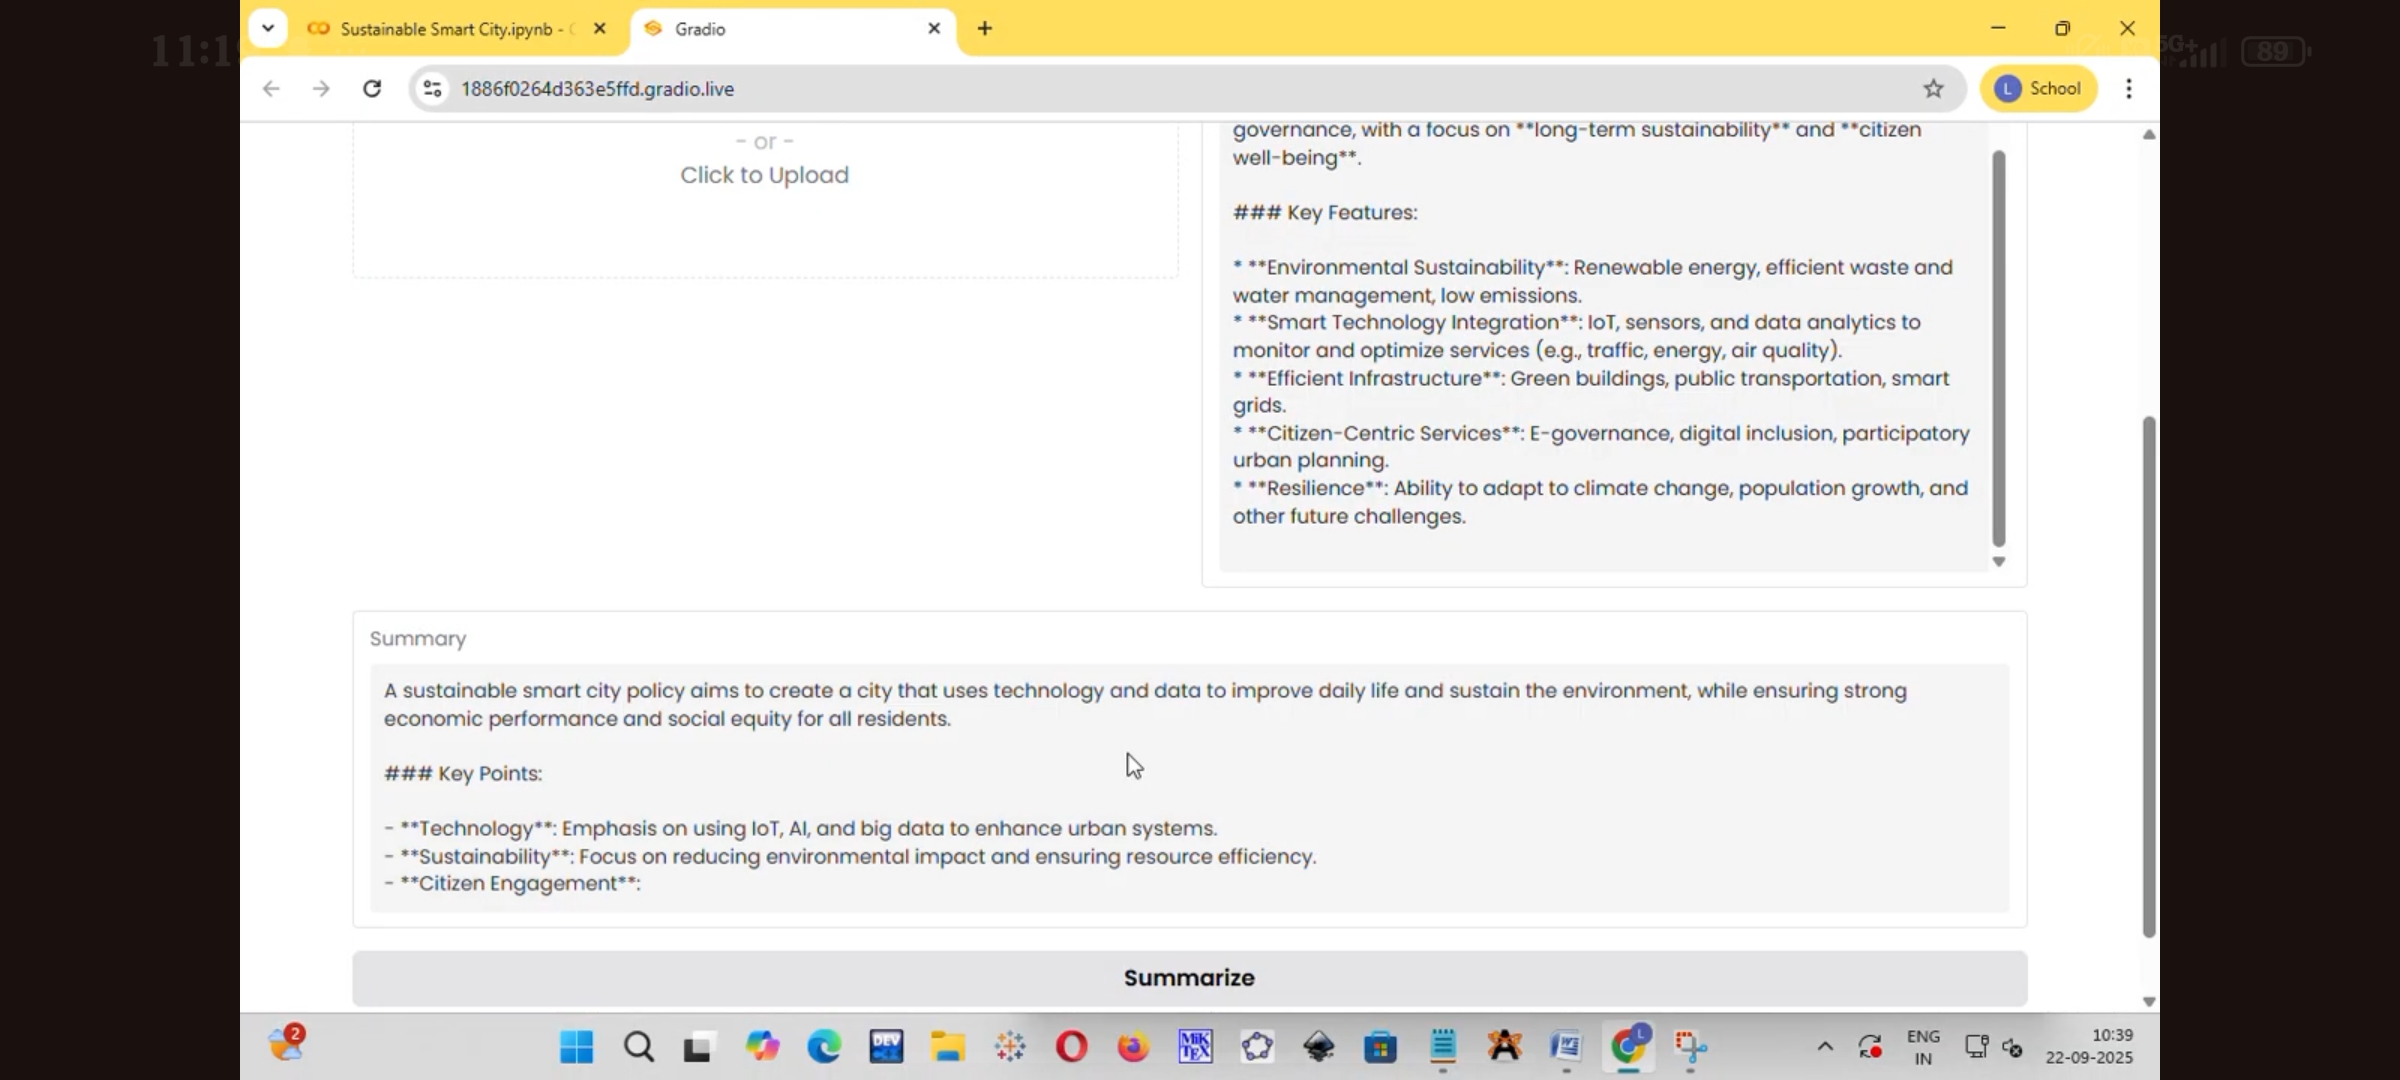 Sustainable Smart City.ipynb -
Gradio
89
1886f0264d363e5ffd.gradio.live
L School
- or -
Click to Upload
governance, with a focus on **long-term sustainability** and **citizen
well-being**.
### Key Features:
* **Environmental Sustainability**: Renewable energy, efficient waste and
water management, low emissions.
* **Smart Technology Integration**: IoT, sensors, and data analytics to
monitor and optimize services (e.g., traffic, energy, air quality).
* **Efficient Infrastructure**: Green buildings, public transportation, smart
grids.
* **Citizen-Centric Services**: E-governance, digital inclusion, participatory
urban planning.
* **Resilience**: Ability to adapt to climate change, population growth, and
other future challenges.
Summary
A sustainable smart city policy aims to create a city that uses technology and data to improve daily life and sustain the environment, while ensuring strong
economic performance and social equity for all residents.
### Key Points:
- **Technology**: Emphasis on using IoT, AI, and big data to enhance urban systems.
- **Sustainability**: Focus on reducing environmental impact and ensuring resource efficiency.
- **Citizen Engagement**:
Summarize
2
DEV
MiK
TEX
L
ENG
IN
10:39
22-09-2025